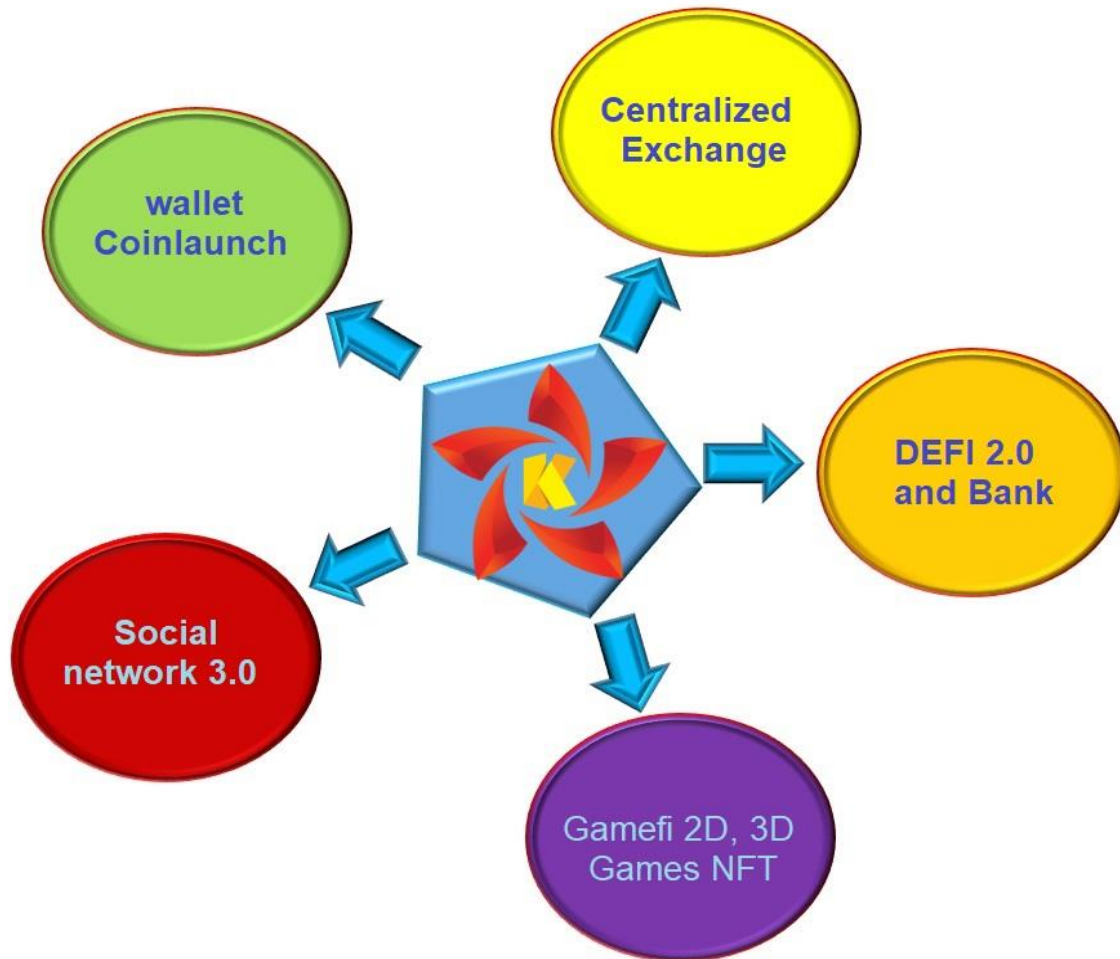 Centralized
Exchange
wallet
Coinlaunch
K
DEFI 2.0
and Bank
Social
network 3.0
Gamefi 2D, 3D
Games NFT